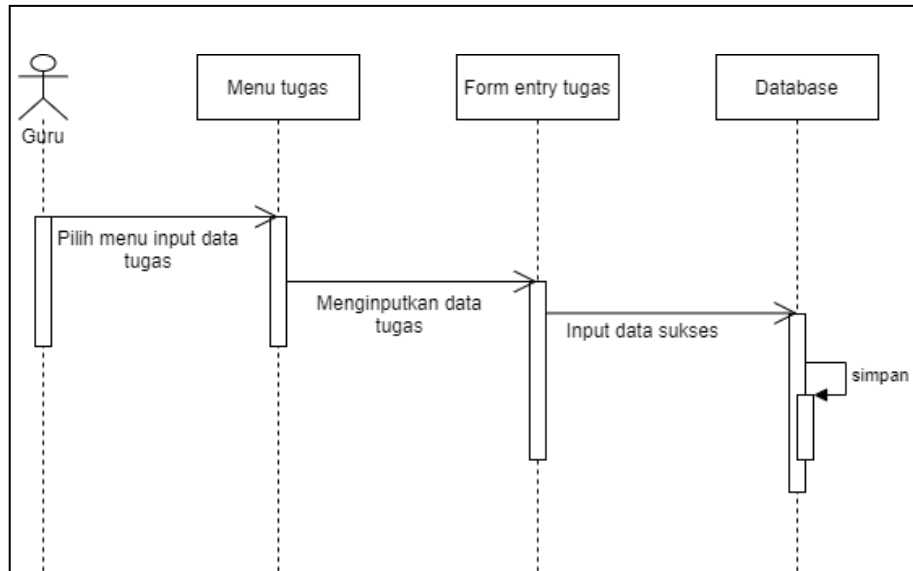 Menu tugas
Form entry tugas
Database
Guru
Pilih menu input data
tugas
Menginputkan data
tugas
Input data sukses
simpan